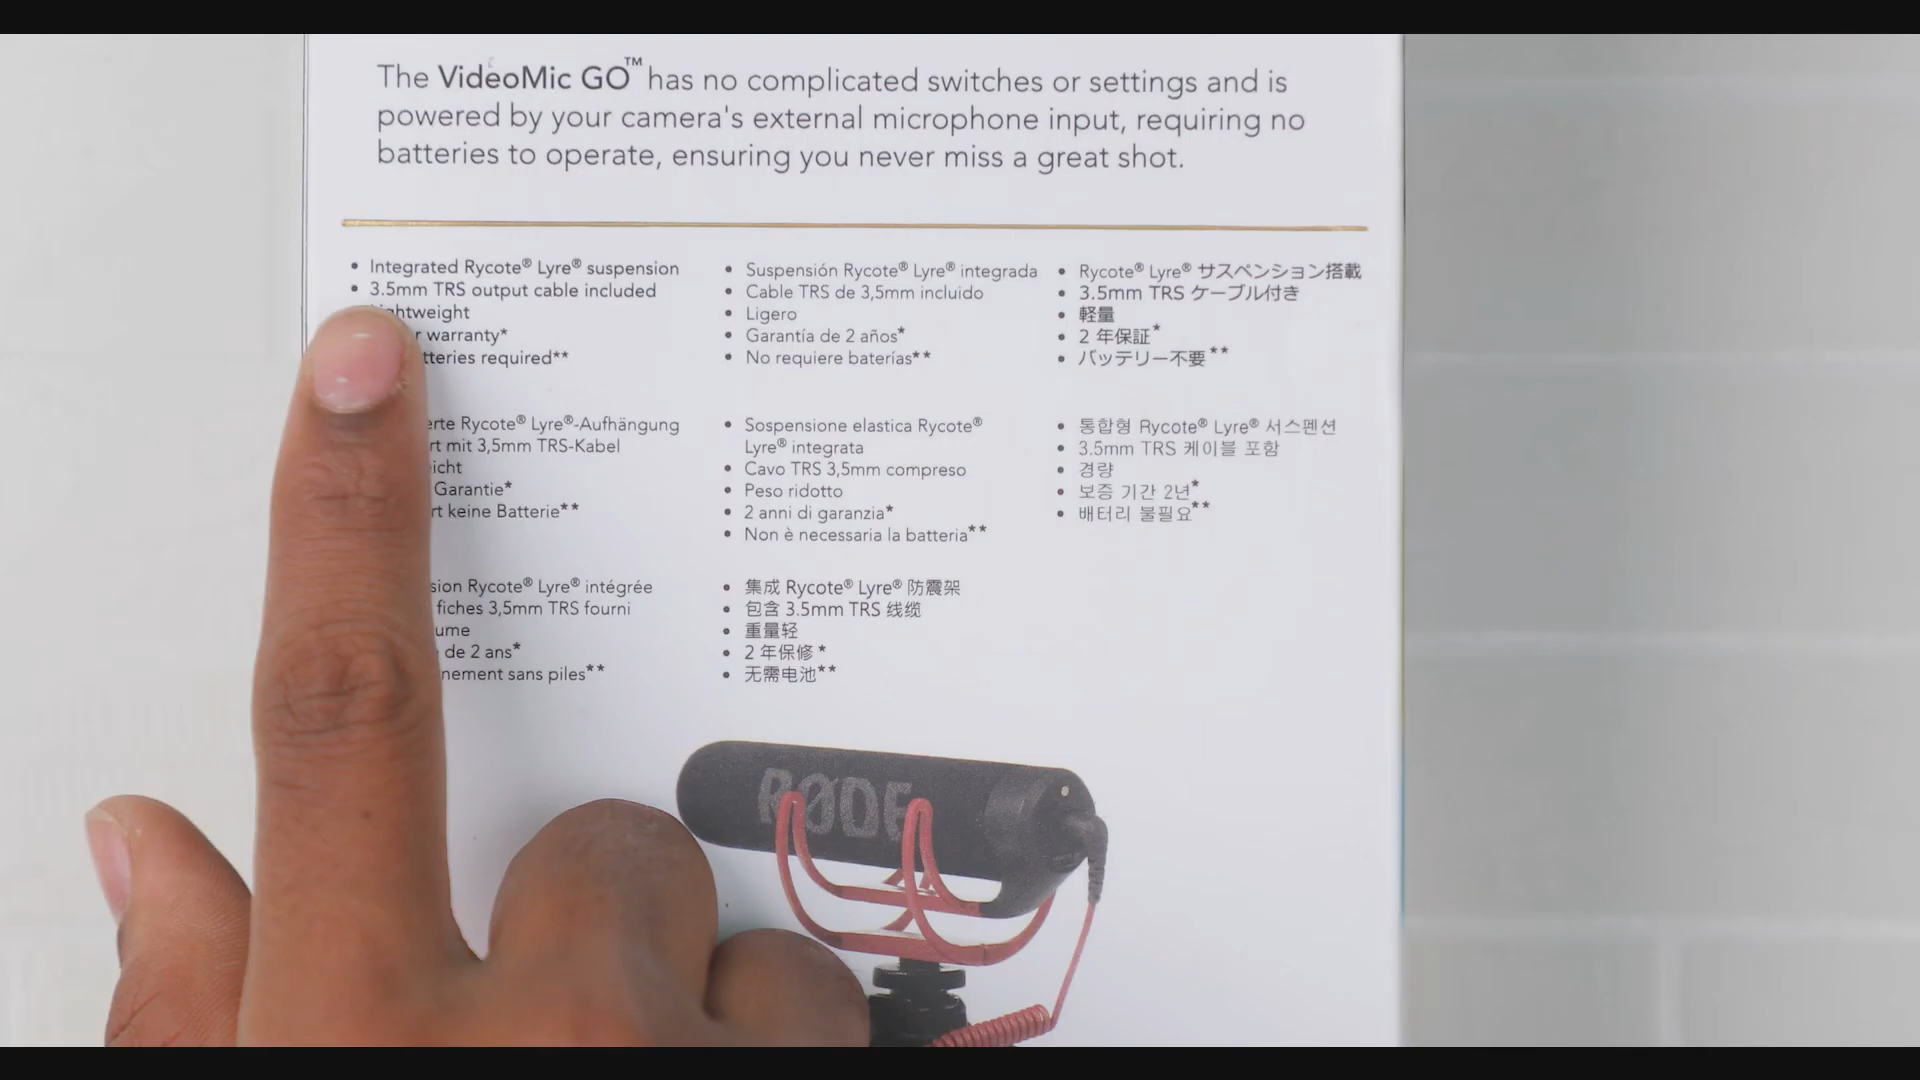 The VideoMic GO™ has no complicated switches or settings and is
powered by your camera's external microphone input, requiring no
batteries to operate, ensuring you never miss a great shot.
• Integrated Rycote® Lyre® suspension
• 3.5mm TRS output cable included
warranty*
required**
Rycote® Lyre®-Aufhängung
mit 3,5mm TRS-Kabel
Garantie*
keine Batterie**
Rycote® Lyre® intégrée
fiches 3,5mm TRS fourni
de 2 ans*
sans piles**
• Suspensión Rycote® Lyre® integrada
• Cable TRS de 3,5mm incluido
• Ligero
• Garantía de 2 años*
• No requiere baterías**
• Sospensione elastica Rycote®
Lyre® integrata
• Cavo TRS 3,5mm compreso
• Peso ridotto
• 2 anni di garanzia*
• Non è necessaria la batteria**
• 集成 Rycote® Lyre® 防震架
• 包含 3.5mm TRS 线缆
• 重量轻
• 2 年保修*
• 无需电池**
• Rycote® Lyre® サスペンション搭載
• 3.5mm TRS ケーブル付き
• 軽量
• 2 年保証*
• バッテリー不要**
• 통합형 Rycote® Lyre® 서스펜션
• 3.5mm TRS 케이블 포함
• 경량
• 보증 기간 2년*
• 배터리 불필요**
RØDE